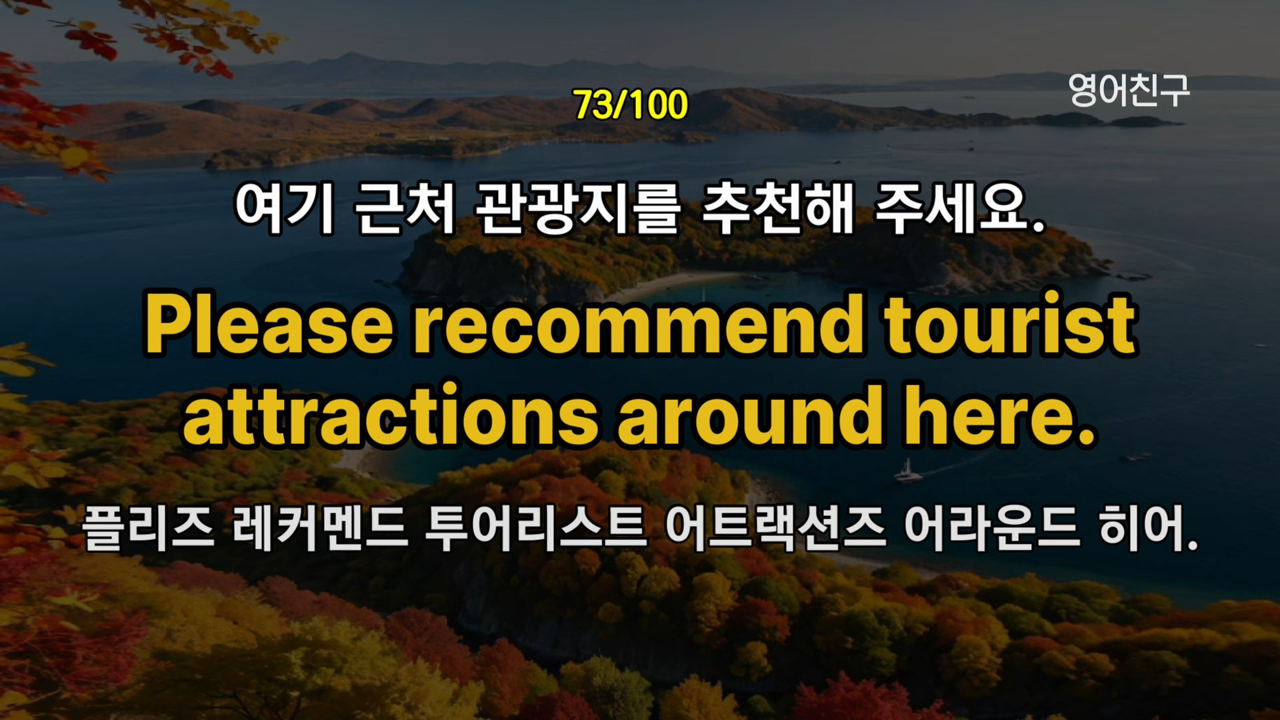 73/100
영어친구
여기 근처 관광지를 추천해 주세요.
Please recommend tourist
attractions around here.
플리즈 레커멘드 투어리스트 어트랙션즈 어라운드 히어.